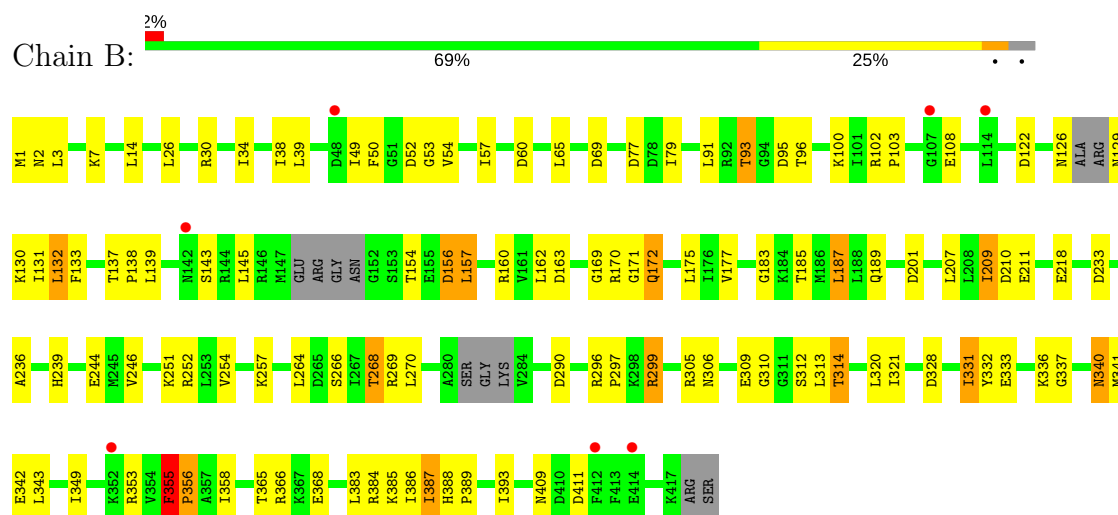 2%
Chain B:
69% 25% • •
M1 N2 L3 K7 L14 L26 R30 I34 I38 L39 D48 I49 F50 G51 D52 G53 V54 I57 D60 L65 D69 D77 D78 I79 L91 R92 T93 G94 D95 T96 K100 I101 R102 P103 G107 E108 L114 D122 N126 ALA ARG N129
K130 I131 L132 F133 T137 P138 L139 N142 S143 R144 L145 R146 M147 GLU ARG GLY ASN G152 S153 T154 E155 D156 L157 R160 V161 L162 D163 G169 R170 G171 Q172 L175 I176 V177 G183 K184 T185 M186 L187 L188 Q189 D201 L207 L208 I209 D210 E211 E218 D233
A236 H239 E244 M245 V246 K251 R252 L253 V254 K257 L264 D265 S266 I267 T268 R269 L270 A280 SER GLY LYS V284 D290 R296 P297 K298 R299 R305 N306 E309 G310 G311 S312 L313 T314 L320 I321 D328 I331 Y332 E333 K336 G337 N340 M341
E342 L343 I349 K352 R353 V354 F355 P356 A357 I358 T365 R366 K367 E368 L383 R384 K385 I386 I387 H388 P389 I393 N409 D410 D411 F412 F413 E414 K417 ARG SER